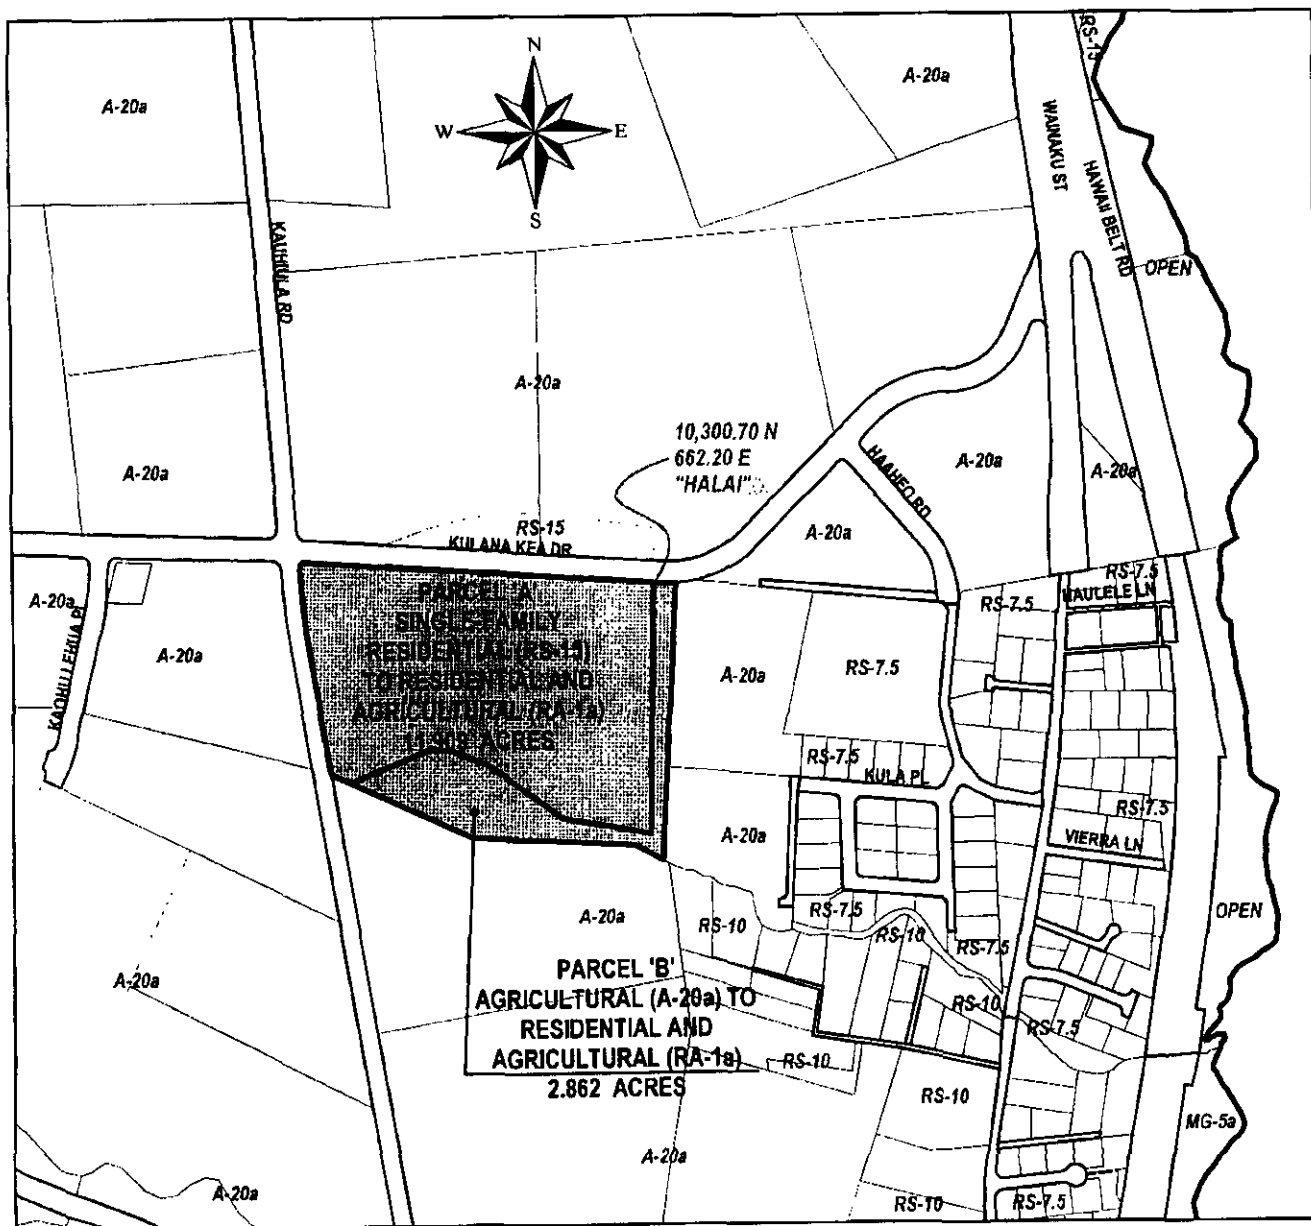 RS-15
A-20a
A-20a
N
W
E
S
WAINAKU ST
HAWAII BELT RD
OPEN
KAUHIULA RD
A-20a
10,300.70 N
662.20 E
"HALAI"
A-20a
A-20a
A-20a
HAAHEO RD
RS-15
KULANA KEA DR
A-20a
A-20a
KAOHU LEHUA PL
A-20a
PARCEL 'A'
SINGLE-FAMILY
RESIDENTIAL (RS-15)
TO RESIDENTIAL AND
AGRICULTURAL (RA-1a)
ACRES
A-20a
RS-7.5
RS-7.5
RS-7.5
LN
RS-7.5
KULA PL
RS-7.5
A-20a
VIERRA LN
OPEN
A-20a
RS-10
RS-7.5
RS-10
RS-7.5
A-20a
PARCEL 'B'
AGRICULTURAL (A-20a) TO
RESIDENTIAL AND
AGRICULTURAL (RA-1a)
2.862 ACRES
RS-10
RS-7.5
RS-10
RS-10
MG-5a
A-20a
A-20a
RS-10
RS-7.5